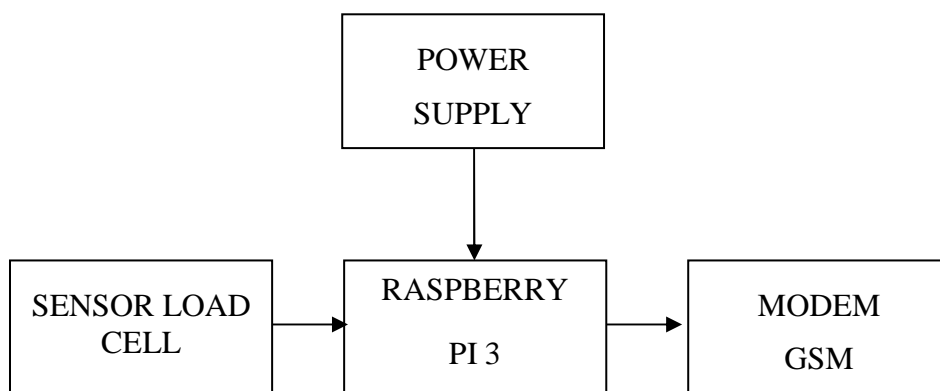 POWER
SUPPLY
SENSOR LOAD
CELL
RASPBERRY
PI 3
MODEM
GSM